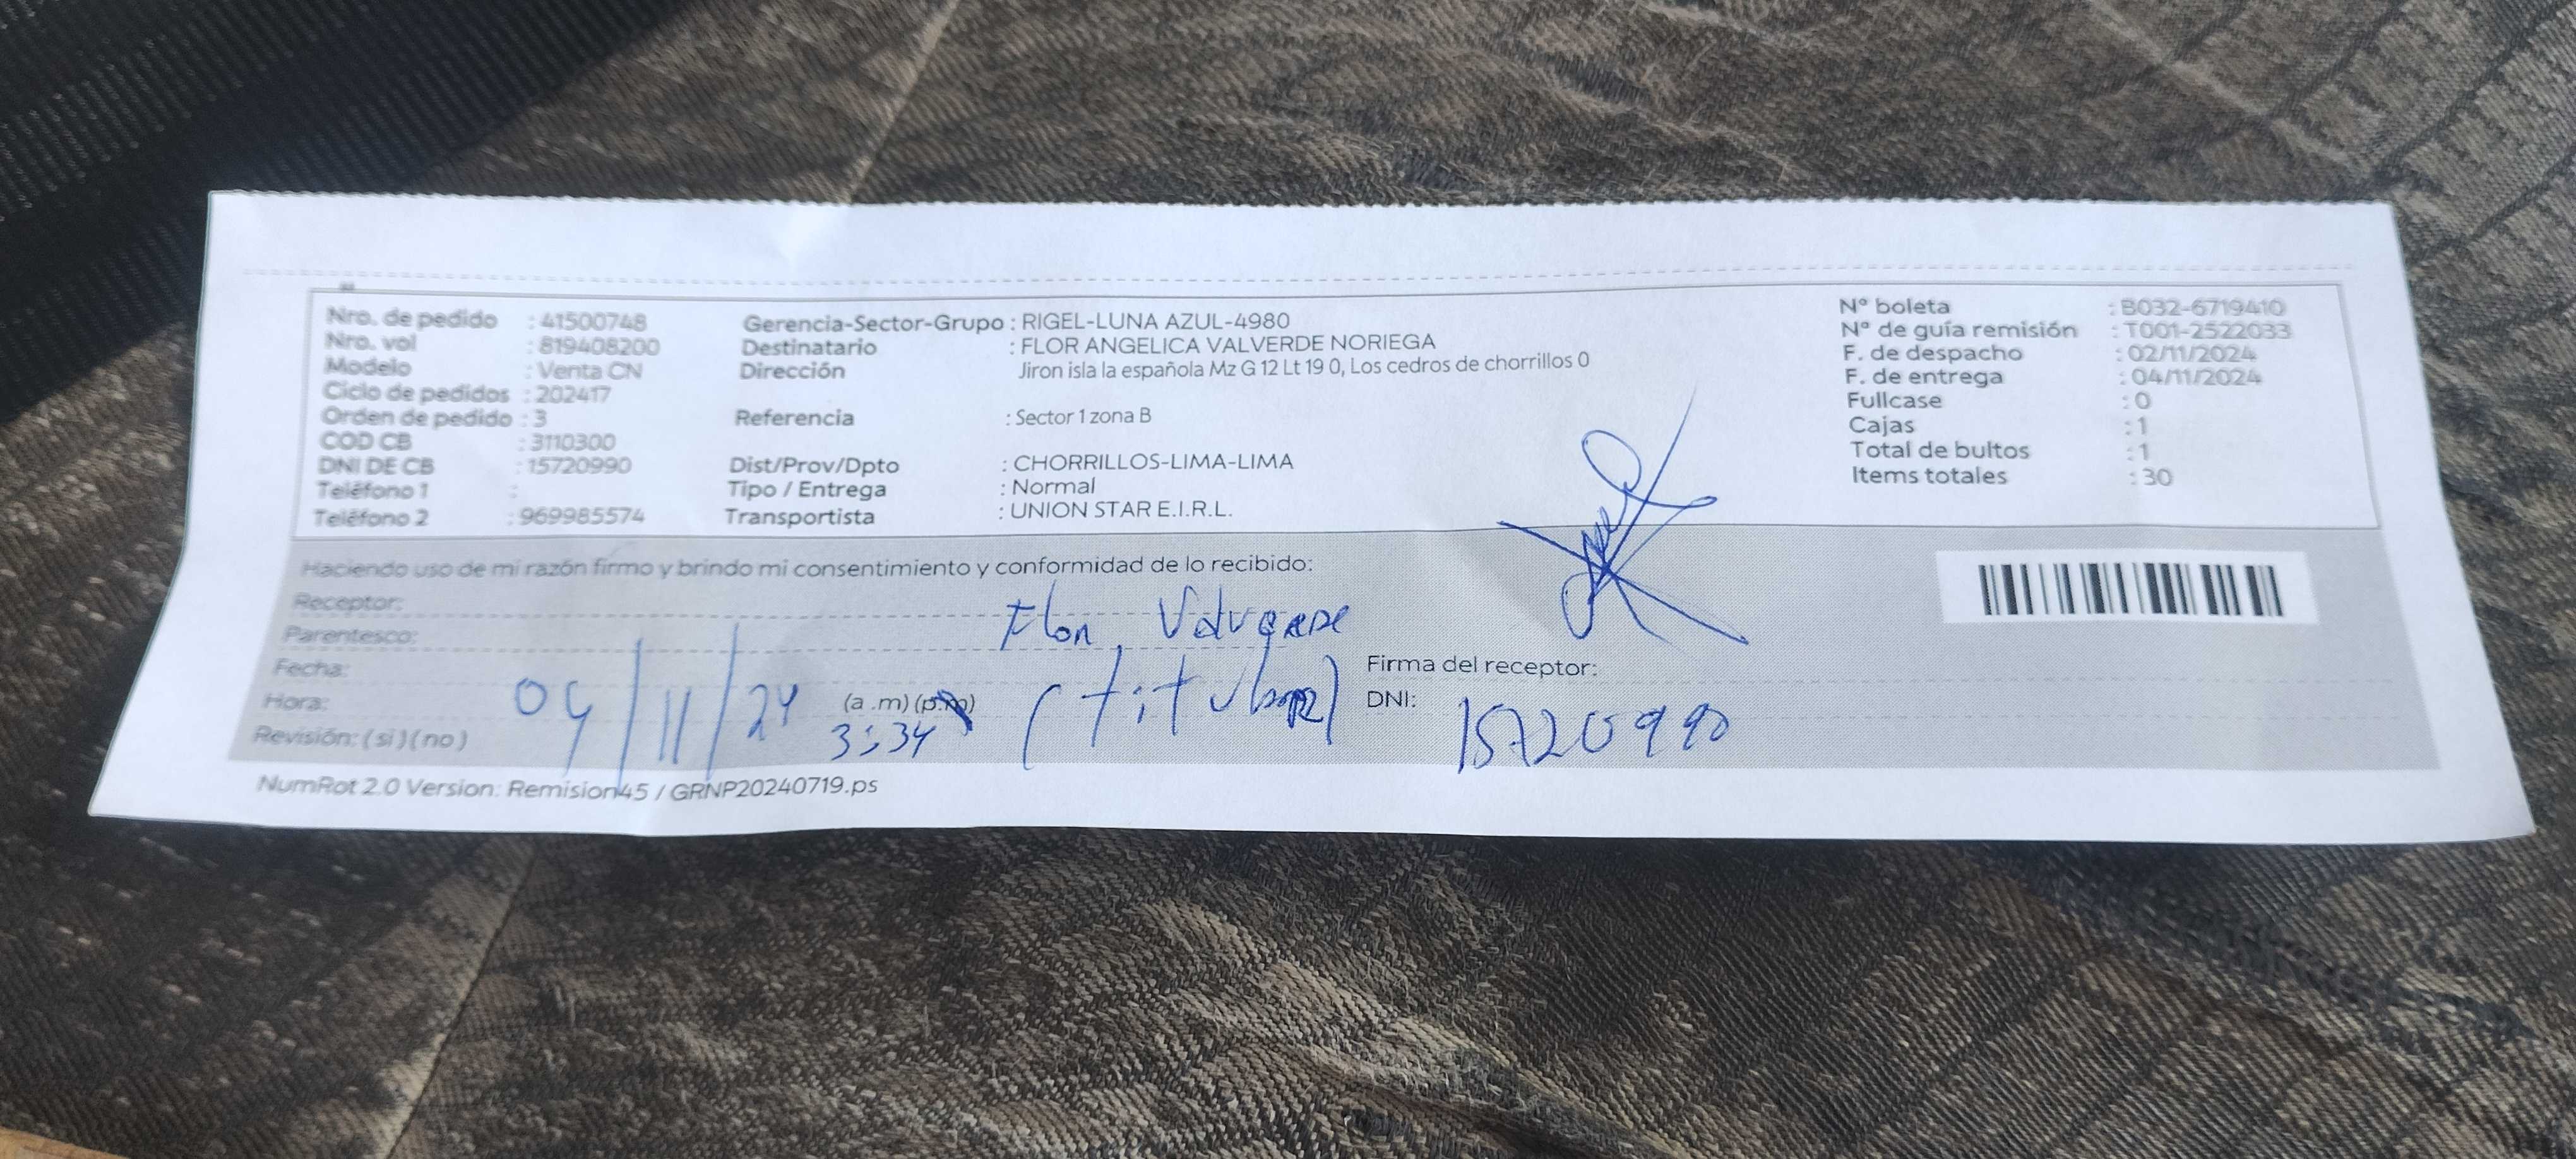 Nro. de pedido : 41500748
Nro. vol : 819408200
Modelo : Venta CN
Ciclo de pedidos : 202417
Orden de pedido : 3
COD CB : 3110300
DNI DE CB : 15720990
Teléfono 1 :
Teléfono 2 : 969985574
Gerencia-Sector-Grupo : RIGEL-LUNA AZUL-4980
Destinatario : FLOR ANGELICA VALVERDE NORIEGA
Dirección Jiron isla la española Mz G 12 Lt 19 0, Los cedros de chorrillos 0
Referencia : Sector 1 zona B
Dist/Prov/Dpto : CHORRILLOS-LIMA-LIMA
Tipo / Entrega : Normal
Transportista : UNION STAR E.I.R.L.
Nº boleta : B032-6719410
Nº de guía remisión : T001-2522033
F. de despacho : 02/11/2024
F. de entrega : 04/11/2024
Fullcase : 0
Cajas : 1
Total de bultos : 1
Items totales : 30
Haciendo uso de mi razón firmo y brindo mi consentimiento y conformidad de lo recibido:
Receptor: Flor Valverde
Parentesco: (titular)
Fecha: 04/11/24
Hora: (a .m) (p.m) 3:34
Revisión: ( si ) ( no )
Firma del receptor:
DNI: 15720990
NumRot 2.0 Version: Remision45 / GRNP20240719.ps